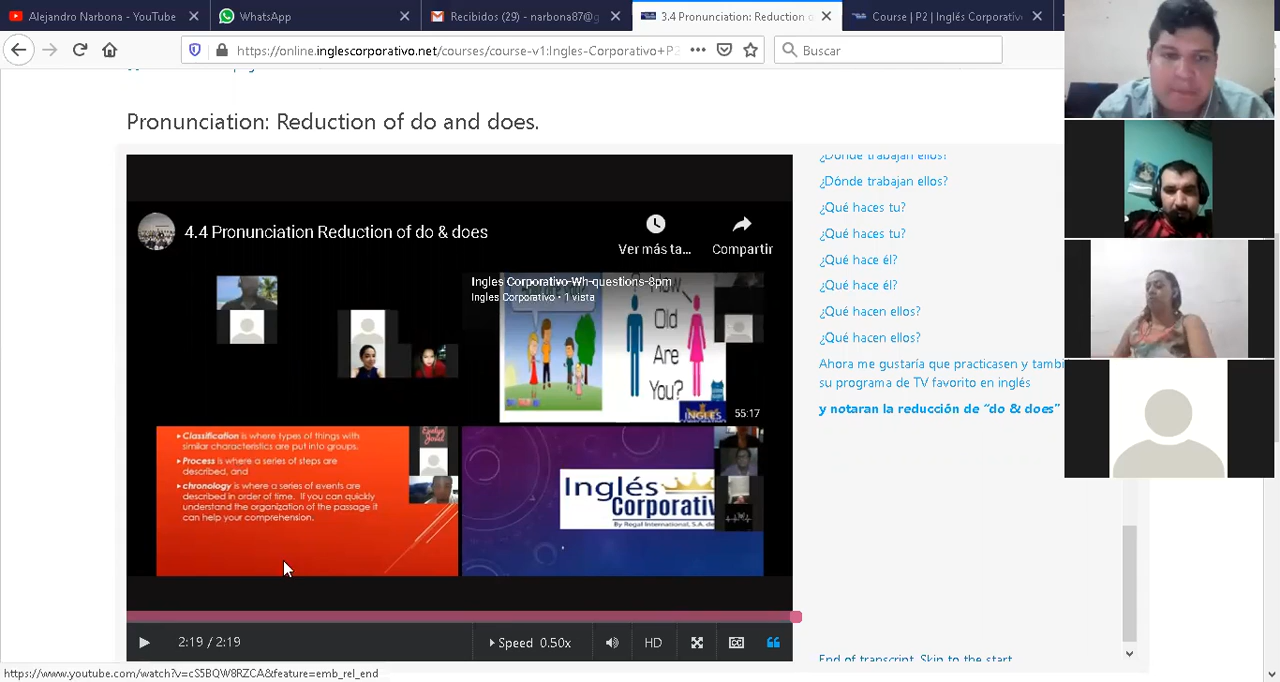 Alejandro Narbona - YouTube
WhatsApp
Recibidos (29) - narbona87@g
3.4 Pronunciation: Reduction o
Course | P2 | Inglés Corporativo
https://online.inglescorporativo.net/courses/course-v1:Ingles-Corporativo+P
Buscar
Pronunciation: Reduction of do and does.
4.4 Pronunciation Reduction of do & does
Ver más ta...
Compartir
Ingles Corporativo-Wh-questions-8pm
Ingles Corporativo • 1 vista
Old
Are
You?
55:17
Classification is where types of things with
similar characteristics are put into groups.
Process is where a series of steps are
described, and
chronology is where a series of events are
described in order of time. If you can quickly
understand the organization of the passage it
can help your comprehension.
Inglés
Corporativ
By Regal International, S.A. de
2:19 / 2:19
Speed 0.50x
HD
¿Dónde trabajan ellos?
¿Dónde trabajan ellos?
¿Qué haces tu?
¿Qué haces tu?
¿Qué hace él?
¿Qué hace él?
¿Qué hacen ellos?
¿Qué hacen ellos?
Ahora me gustaría que practicasen y tambi
su programa de TV favorito en inglés
y notaran la reducción de "do & does"
End of transcript. Skip to the start.
https://www.youtube.com/watch?v=cS5BQW8RZCA&feature=emb_rel_end